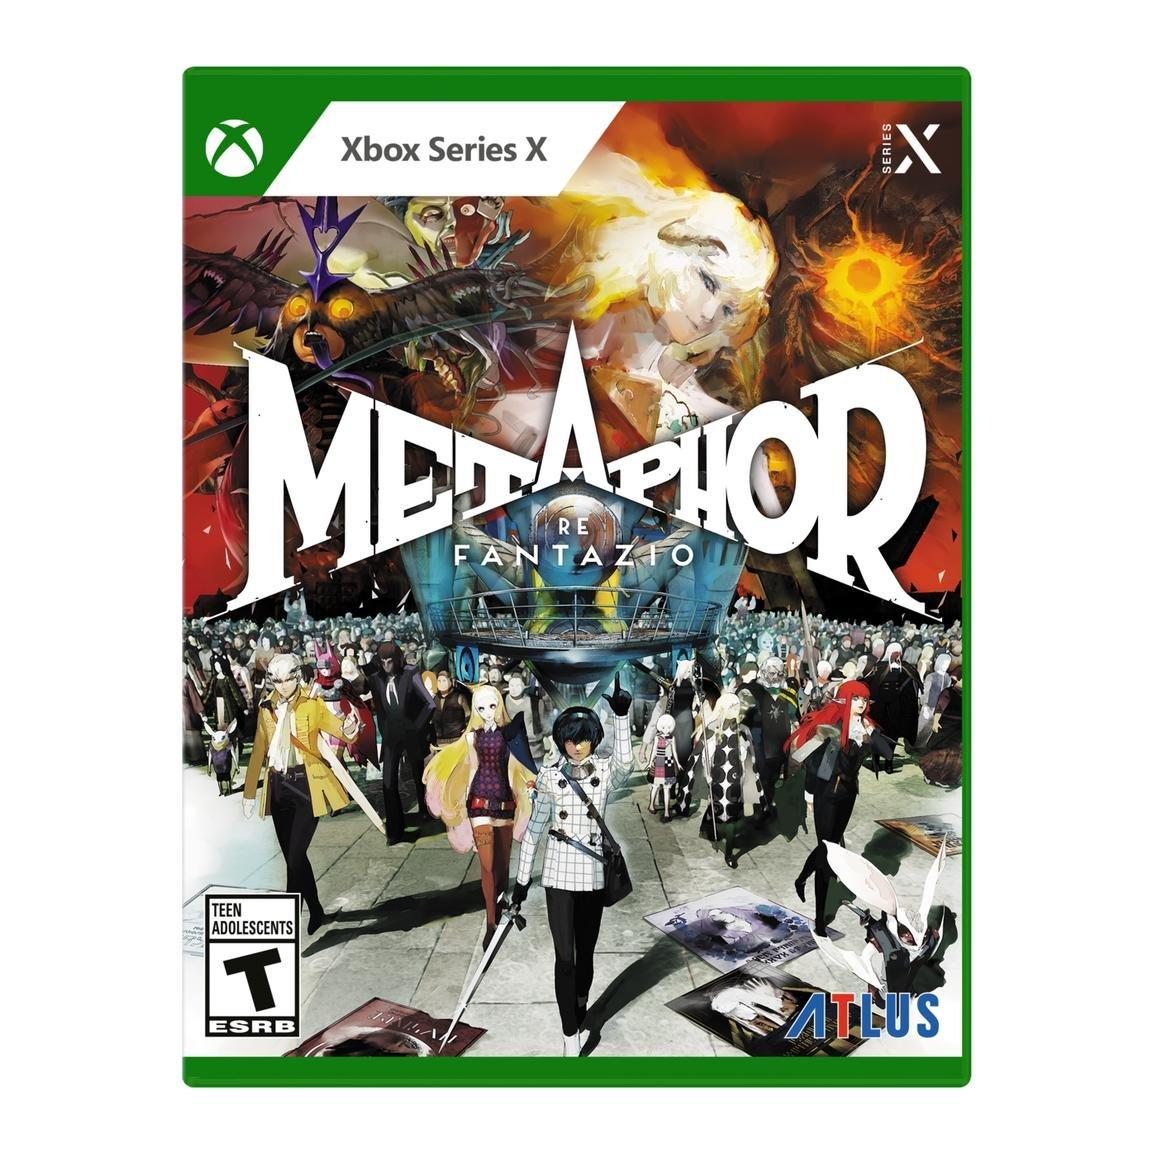 Xbox Series X
SERIES X
METAPHOR
RE
FANTAZIO
TEEN
ADOLESCENTS
T
ESRB
ATLUS